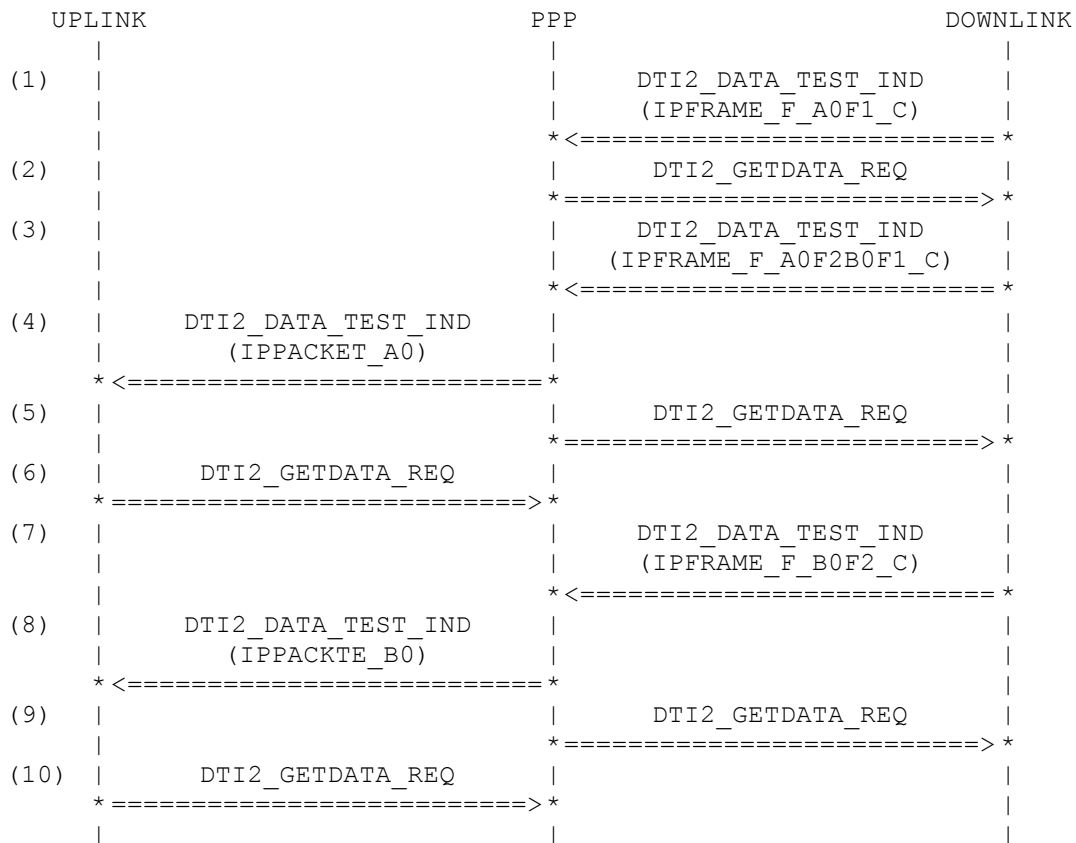 UPLINK PPP DOWNLINK
(1) DTI2_DATA_TEST_IND
(IPFRAME_F_A0F1_C)
(2) DTI2_GETDATA_REQ
(3) DTI2_DATA_TEST_IND
(IPFRAME_F_A0F2B0F1_C)
(4) DTI2_DATA_TEST_IND
(IPPACKET_A0)
(5) DTI2_GETDATA_REQ
(6) DTI2_GETDATA_REQ
(7) DTI2_DATA_TEST_IND
(IPFRAME_F_B0F2_C)
(8) DTI2_DATA_TEST_IND
(IPPACKTE_B0)
(9) DTI2_GETDATA_REQ
(10) DTI2_GETDATA_REQ